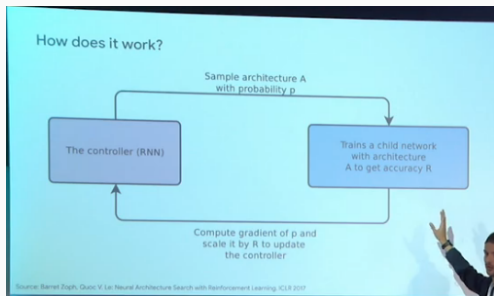 How does it work?
Sample architecture A
with probability p
The controller (RNN)
Trains a child network
with architecture
A to get accuracy R
Compute gradient of p and
scale it by R to update
the controller
Source: Barret Zoph, Quoc V. Le: Neural Architecture Search with Reinforcement Learning, ICLR 2017